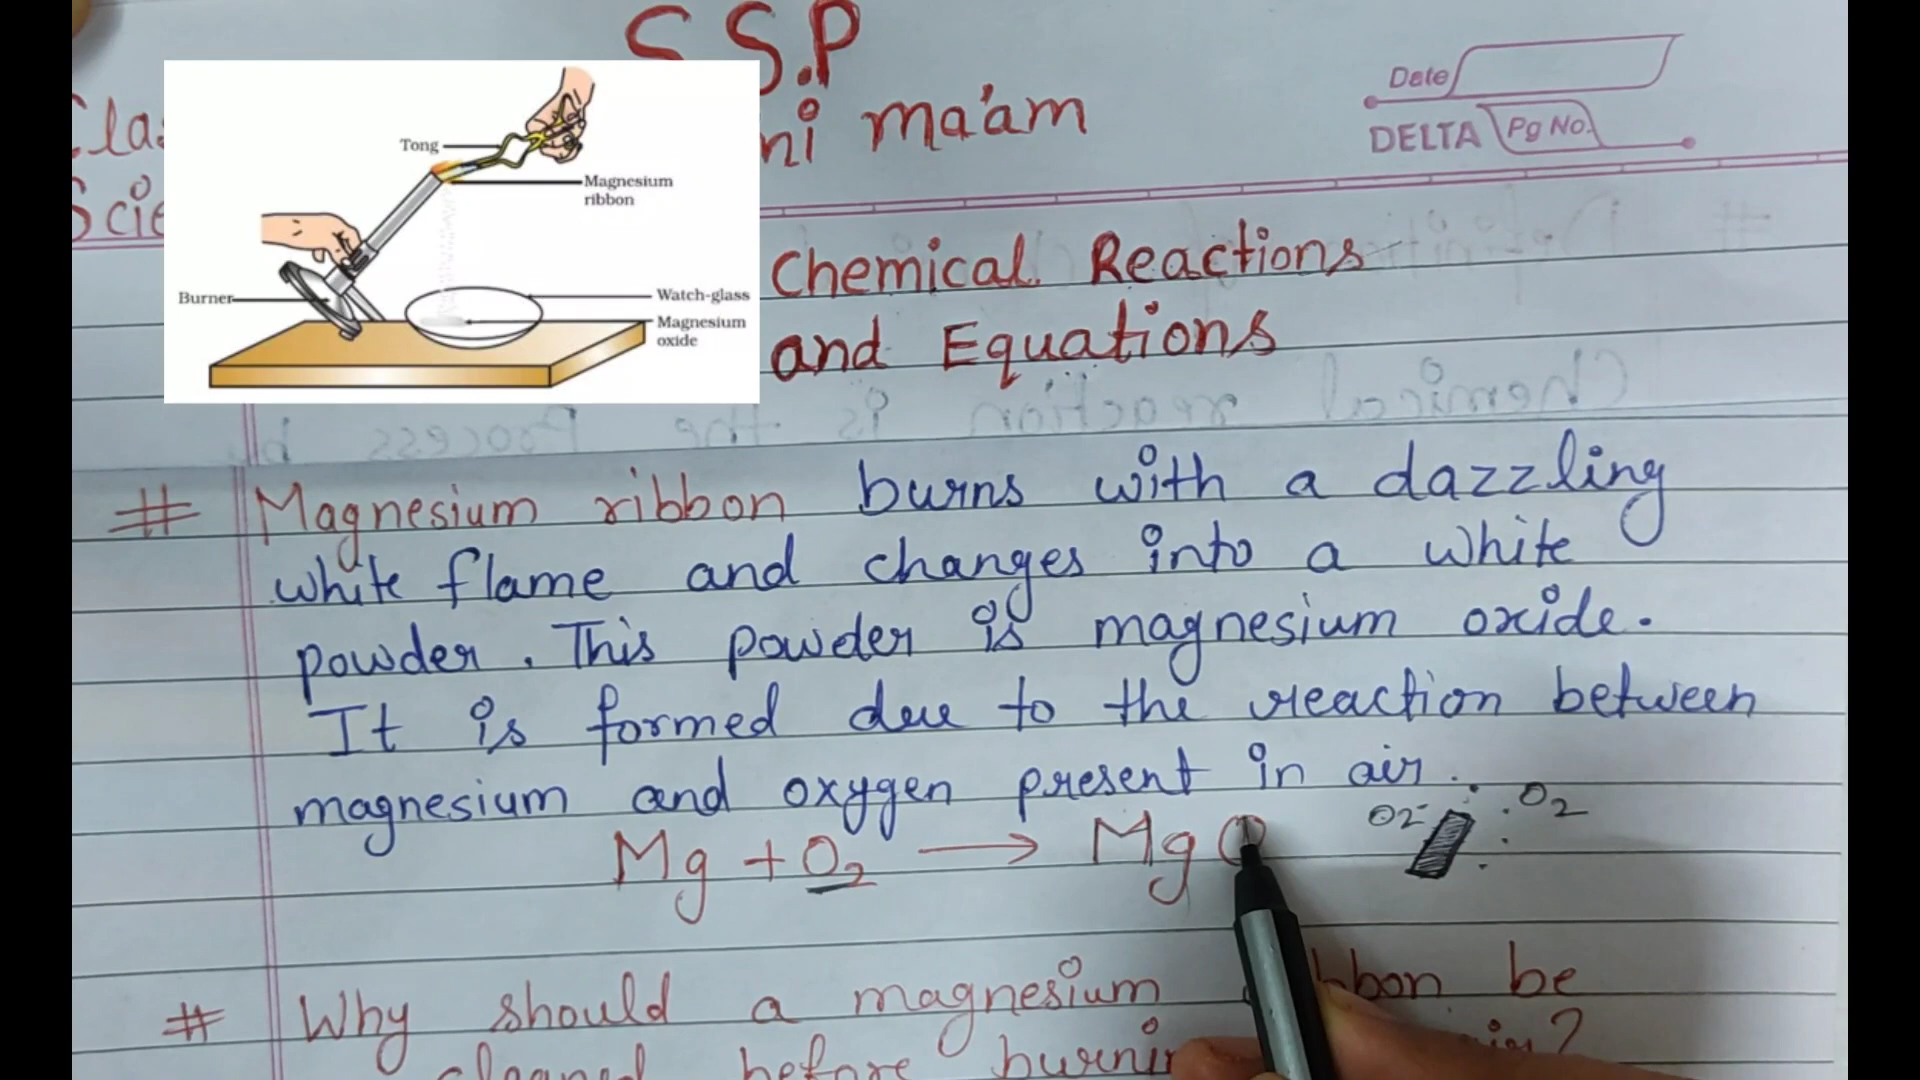 S.S.P
ma'am
Date
DELTA Pg No.
Tong
Magnesium
ribbon
Burner
Watch-glass
Magnesium
oxide
Chemical Reactions
and Equations
# Magnesium ribbon burns with a dazzling
white flame and changes into a white
powder. This powder is magnesium oxide.
It is formed due to the reaction between
magnesium and oxygen present in air.
O2 O2
Mg + O2 → MgO
# Why should a magnesium be
before